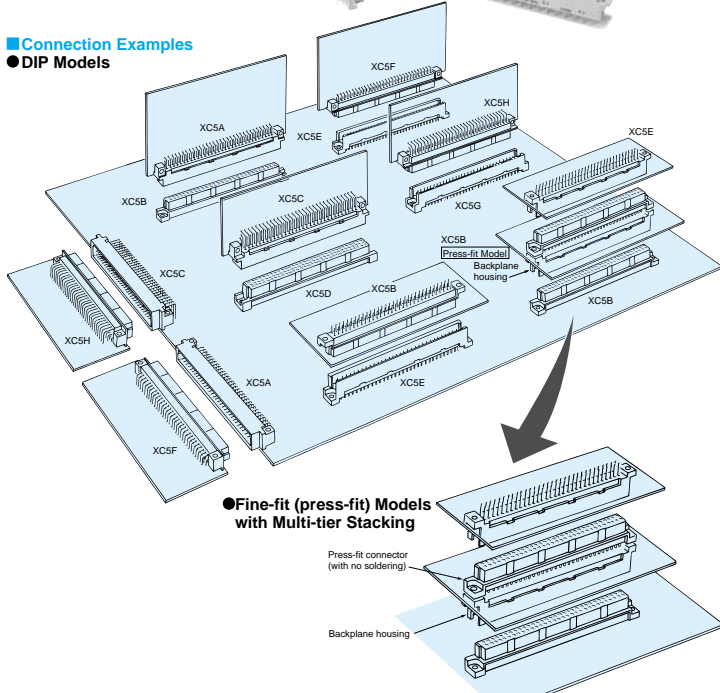 ■Connection Examples
●DIP Models
XC5F
XC5A
XC5E
XC5H
XC5E
XC5B
XC5C
XC5G
XC5B
Press-fit Model
Backplane
housing
XC5C
XC5D
XC5B
XC5B
XC5H
XC5A
XC5E
XC5F
●Fine-fit (press-fit) Models
with Multi-tier Stacking
Press-fit connector
(with no soldering)
Backplane housing